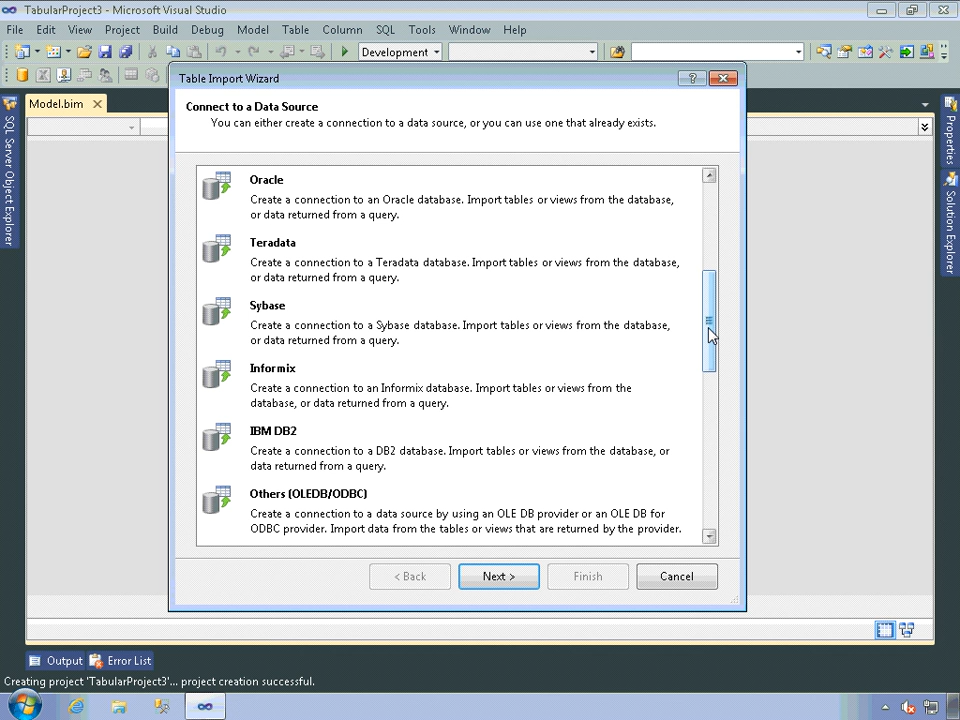 TabularProject3 - Microsoft Visual Studio
File Edit View Project Build Debug Model Table Column SQL Tools Window Help
Development
Model.bim
SQL Server Object Explorer
Properties
Solution Explorer
Table Import Wizard
Connect to a Data Source
You can either create a connection to a data source, or you can use one that already exists.
Oracle
Create a connection to an Oracle database. Import tables or views from the database,
or data returned from a query.
Teradata
Create a connection to a Teradata database. Import tables or views from the database,
or data returned from a query.
Sybase
Create a connection to a Sybase database. Import tables or views from the database,
or data returned from a query.
Informix
Create a connection to an Informix database. Import tables or views from the
database, or data returned from a query.
IBM DB2
Create a connection to a DB2 database. Import tables or views from the database, or
data returned from a query.
Others (OLEDB/ODBC)
Create a connection to a data source by using an OLE DB provider or an OLE DB for
ODBC provider. Import data from the tables or views that are returned by the provider.
< Back Next > Finish Cancel
Output Error List
Creating project 'TabularProject3'... project creation successful.